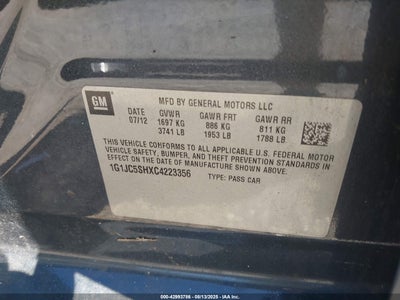 GM
MFD BY GENERAL MOTORS LLC
DATE GVWR GAWR FRT GAWR RR
07/12 1697 KG 886 KG 811 KG
3741 LB 1953 LB 1788 LB
THIS VEHICLE CONFORMS TO ALL APPLICABLE U.S. FEDERAL MOTOR
VEHICLE SAFETY, BUMPER, AND THEFT PREVENTION STANDARDS IN
EFFECT ON THE DATE OF MANUFACTURE SHOWN ABOVE.
1G1JC5SHXC4223356
TYPE: PASS CAR
000-42993786 - 08/13/2025 - IAA Inc.